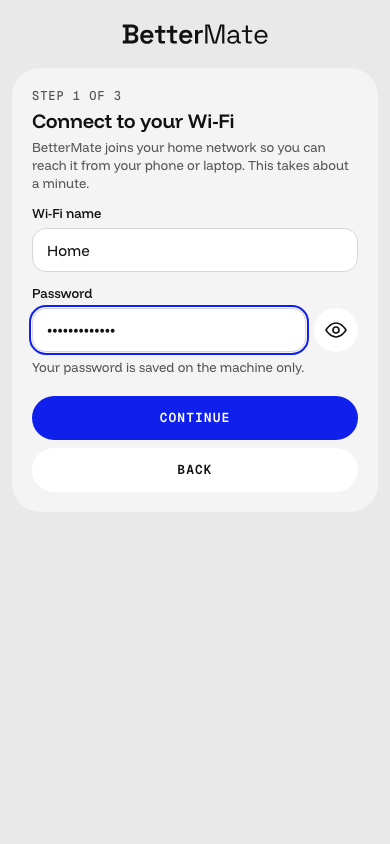 BetterMate
STEP 1 OF 3
Connect to your Wi-Fi
BetterMate joins your home network so you can
reach it from your phone or laptop. This takes about
a minute.
Wi-Fi name
Home
Password
•••••••••••••
Your password is saved on the machine only.
CONTINUE
BACK